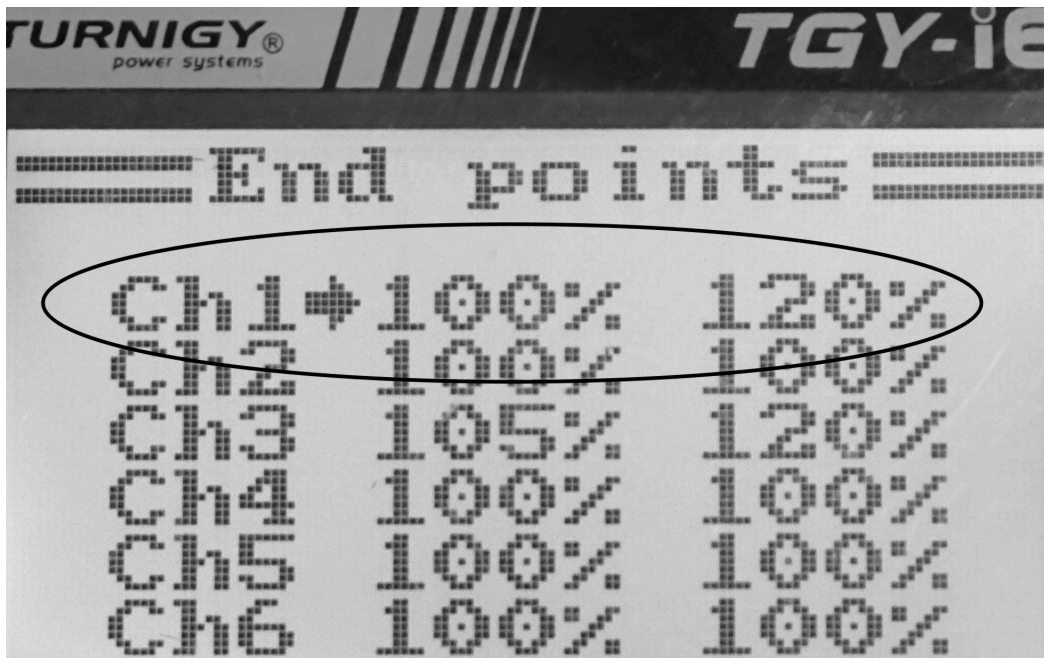 TURNIGY®
power systems
TGY-i6
End points
Ch1 100% 120%
Ch2 100% 100%
Ch3 105% 120%
Ch4 100% 100%
Ch5 100% 100%
Ch6 100% 100%